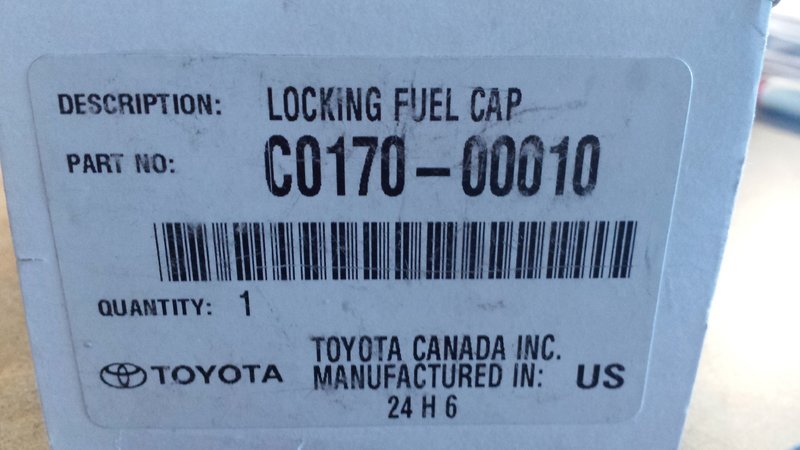 DESCRIPTION: LOCKING FUEL CAP
PART NO: C0170-00010
QUANTITY: 1
TOYOTA
TOYOTA CANADA INC.
MANUFACTURED IN: US
24 H 6